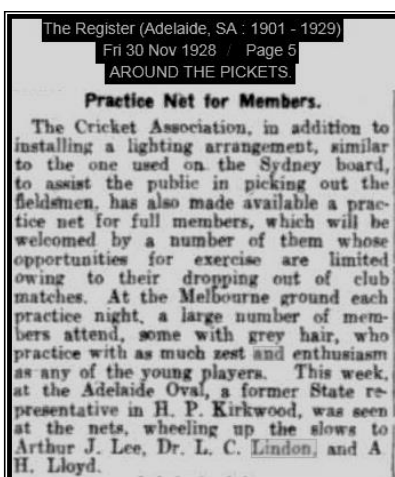 The Register (Adelaide, SA : 1901 - 1929)
Fri 30 Nov 1928 / Page 5
AROUND THE PICKETS.
Practice Net for Members.
The Cricket Association, in addition to
installing a lighting arrangement, similar
to the one used on the Sydney board,
to assist the public in picking out the
fieldsmen, has also made available a prac-
tice net for full members, which will be
welcomed by a number of them whose
opportunities for exercise are limited
owing to their dropping out of club
matches. At the Melbourne ground each
practice night, a large number of mem-
bers attend, some with grey hair, who
practice with as much zest and enthusiasm
as any of the young players. This week,
at the Adelaide Oval, a former State re-
presentative in H. P. Kirkwood, was seen
at the nets, wheeling up the slows to
Arthur J. Lee, Dr. L. C. Lindon, and A
H. Lloyd.